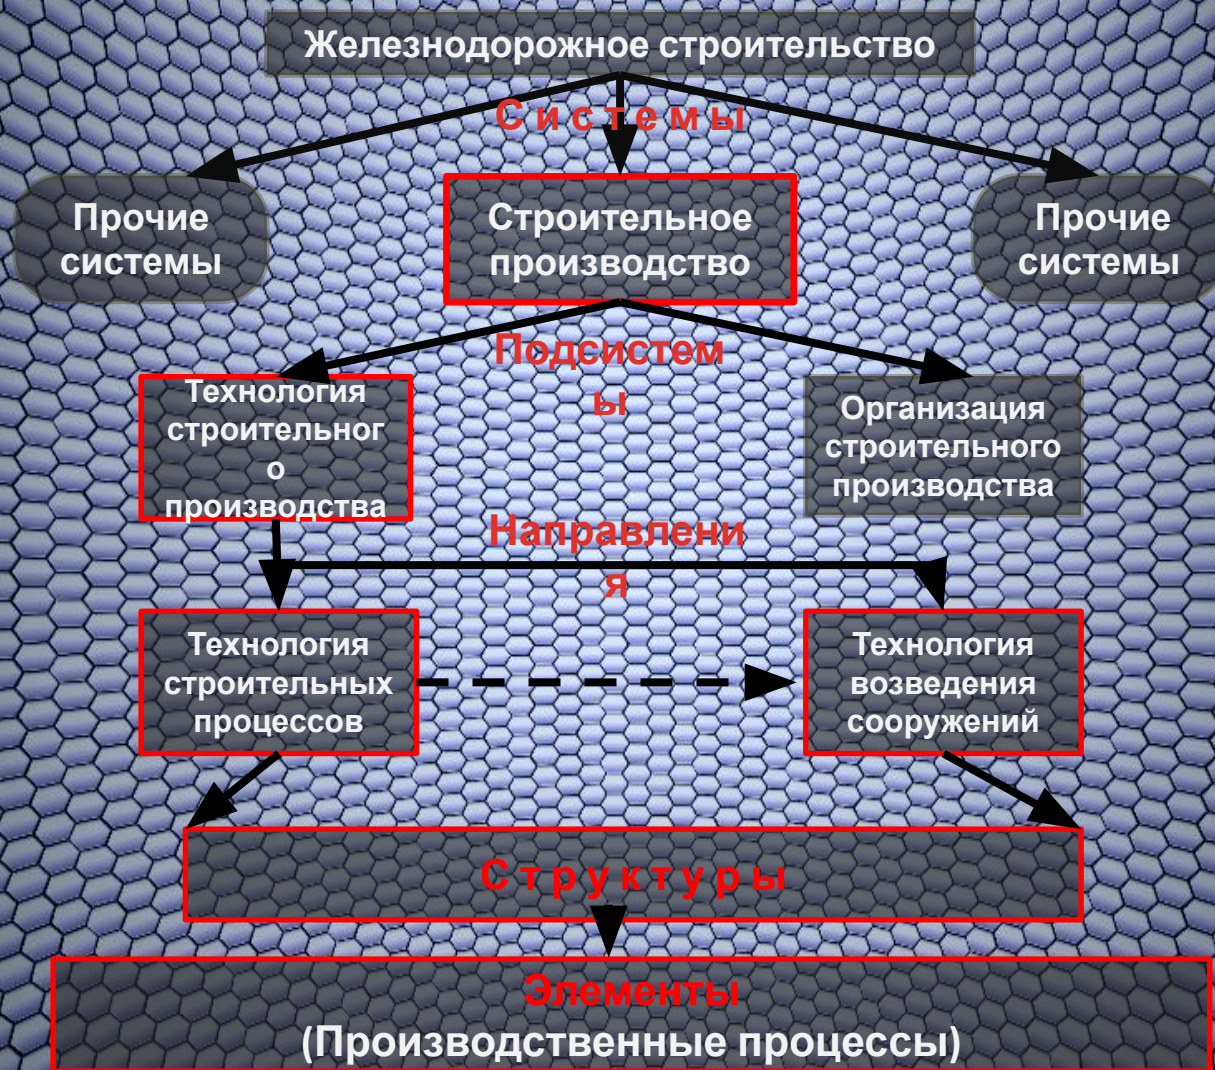 Железнодорожное строительство
С и с т е м ы
Прочие
системы
Строительное
производство
Прочие
системы
Подсистем
ы
Технология
строительног
о
производства
Организация
строительного
производства
Направлени
я
Технология
строительных
процессов
Технология
возведения
сооружений
С т р у к т у р ы
Элементы
(Производственные процессы)